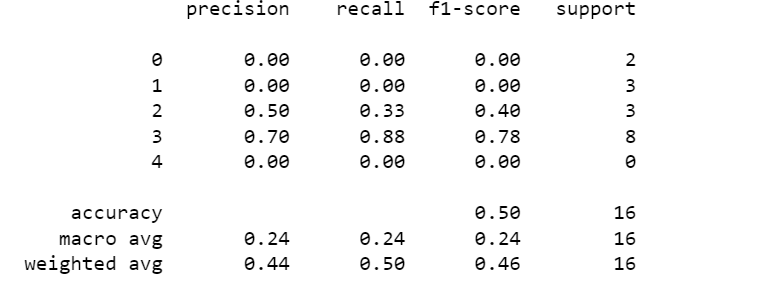 precision recall f1-score support
0 0.00 0.00 0.00 2
1 0.00 0.00 0.00 3
2 0.50 0.33 0.40 3
3 0.70 0.88 0.78 8
4 0.00 0.00 0.00 0
accuracy 0.50 16
macro avg 0.24 0.24 0.24 16
weighted avg 0.44 0.50 0.46 16